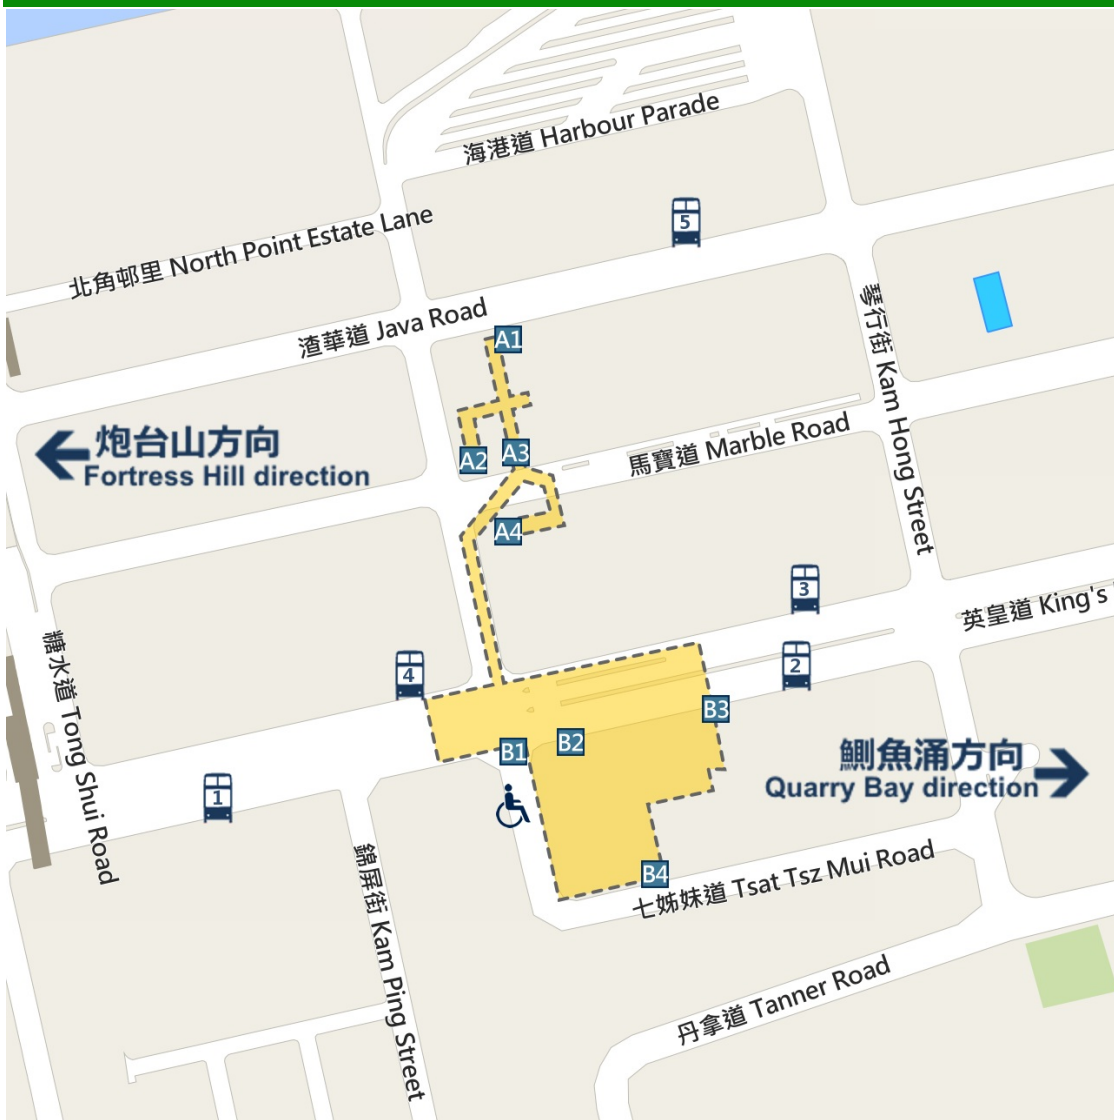 海港道 Harbour Parade
5
北角邨里 North Point Estate Lane
渣華道 Java Road
A1
琴行街 Kam Hong Street
炮台山方向
Fortress Hill direction
A2
A3
馬寶道 Marble Road
A4
3
英皇道 King's
2
4
糖水道 Tong Shui Road
B3
B1
B2
鰂魚涌方向
Quarry Bay direction
1
錦屏街 Kam Ping Street
B4
七姊妹道 Tsat Tsz Mui Road
丹拿道 Tanner Road